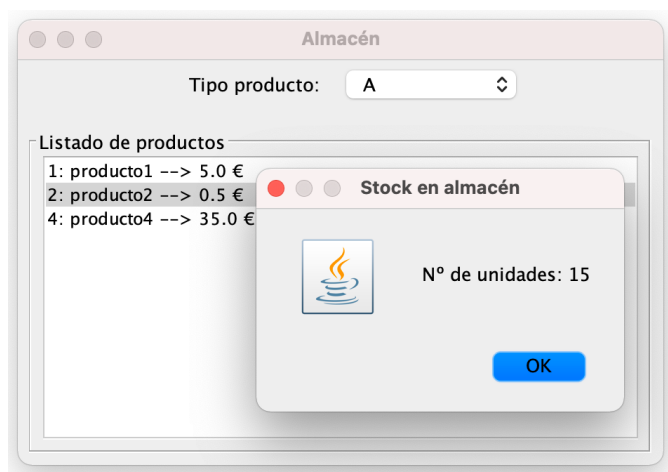 Almacén
Tipo producto: A
Listado de productos
1: producto1 --> 5.0 €
2: producto2 --> 0.5 €
4: producto4 --> 35.0 €
Stock en almacén
Nº de unidades: 15
OK